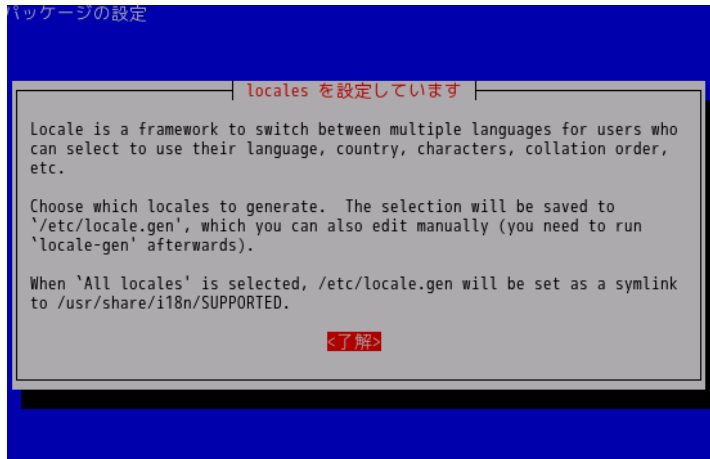 パッケージの設定
locales を設定しています
Locale is a framework to switch between multiple languages for users who
can select to use their language, country, characters, collation order,
etc.
Choose which locales to generate.  The selection will be saved to
`/etc/locale.gen', which you can also edit manually (you need to run
`locale-gen' afterwards).
When `All locales' is selected, /etc/locale.gen will be set as a symlink
to /usr/share/i18n/SUPPORTED.
<了解>